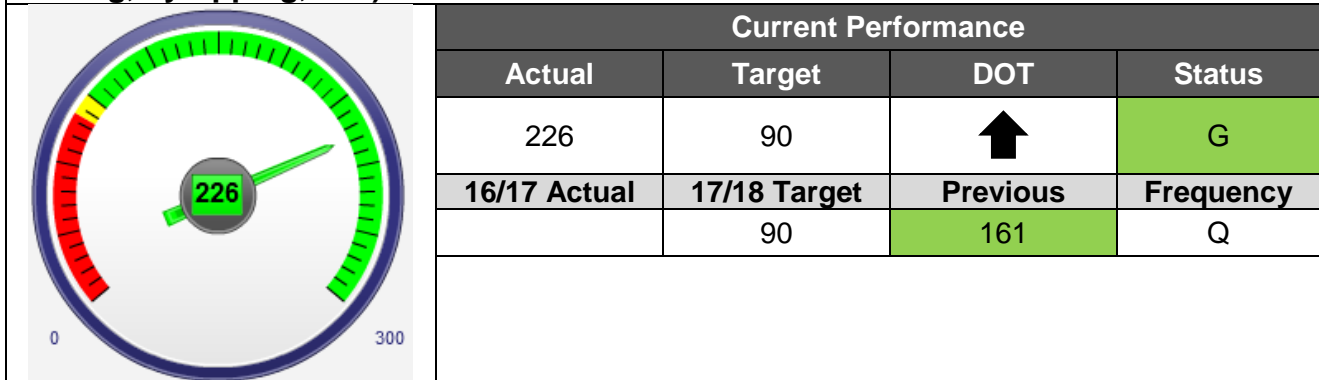 Current Performance
Actual Target DOT Status
226 90 G
16/17 Actual 17/18 Target Previous Frequency
90 161 Q
226
0 300